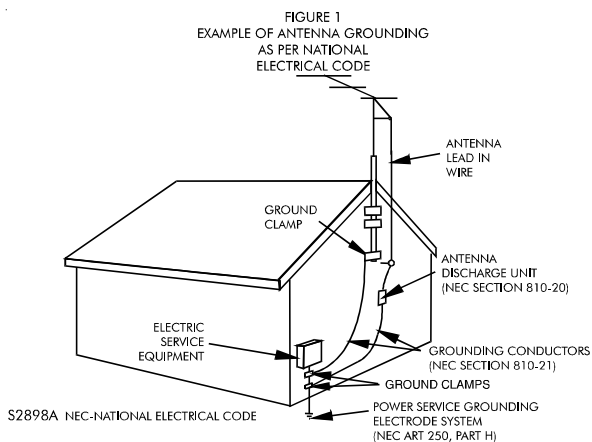 FIGURE 1
EXAMPLE OF ANTENNA GROUNDING
AS PER NATIONAL
ELECTRICAL CODE
ANTENNA
LEAD IN
WIRE
GROUND
CLAMP
ANTENNA
DISCHARGE UNIT
(NEC SECTION 810-20)
ELECTRIC
SERVICE
EQUIPMENT
GROUNDING CONDUCTORS
(NEC SECTION 810-21)
GROUND CLAMPS
POWER SERVICE GROUNDING
ELECTRODE SYSTEM
(NEC ART 250, PART H)
S2898A NEC-NATIONAL ELECTRICAL CODE